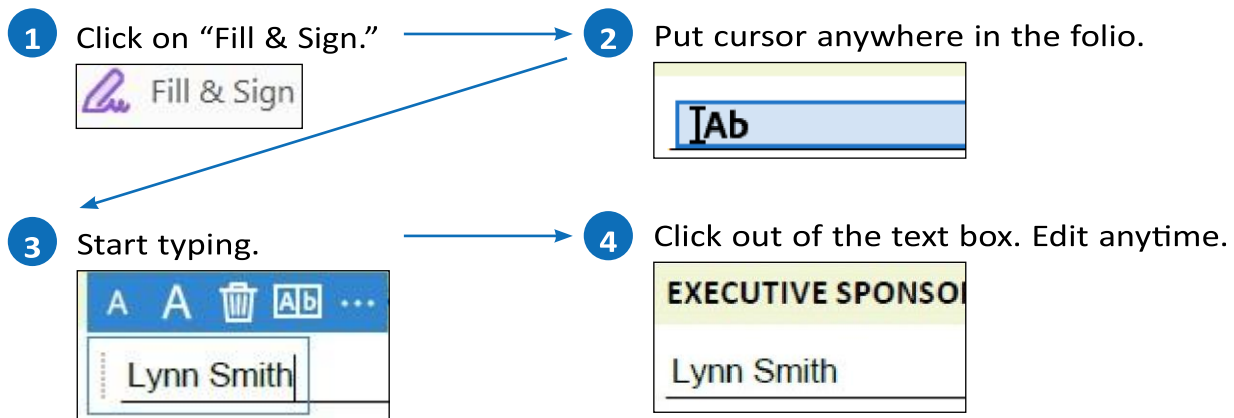 1 Click on “Fill & Sign.”
Fill & Sign
2 Put cursor anywhere in the folio.
Ab
3 Start typing.
A A Ab ...
Lynn Smith
4 Click out of the text box. Edit anytime.
EXECUTIVE
Lynn Smith